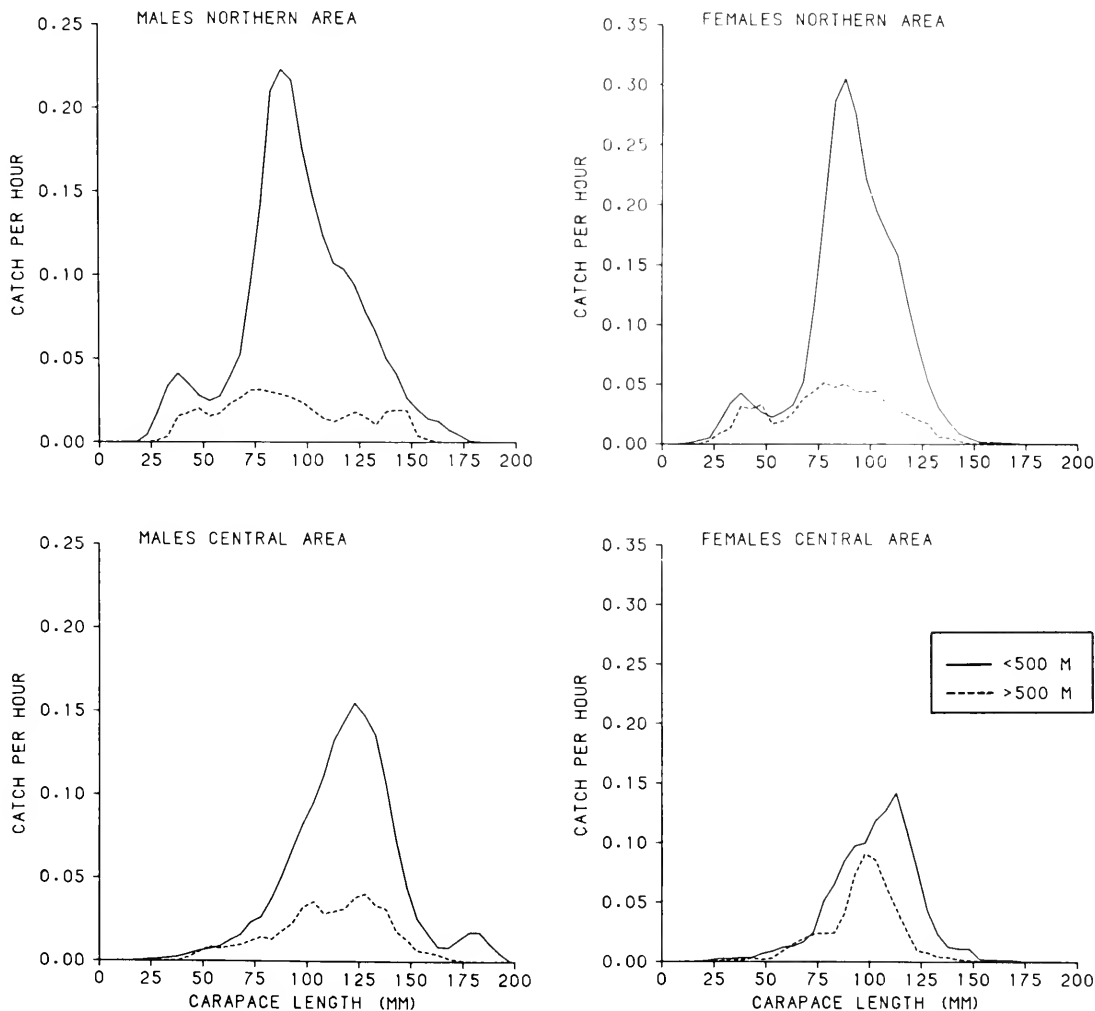 MALES NORTHERN AREA
0.25
0.20
0.15
0.10
0.05
0.00
CATCH PER HOUR
0 25 50 75 100 125 150 175 200
FEMALES NORTHERN AREA
0.35
0.30
0.25
0.20
0.15
0.10
0.05
0.00
CATCH PER HOUR
0 25 50 75 100 125 150 175 200
MALES CENTRAL AREA
0.25
0.20
0.15
0.10
0.05
0.00
CATCH PER HOUR
0 25 50 75 100 125 150 175 200
CARAPACE LENGTH (MM)
FEMALES CENTRAL AREA
0.35
0.30
0.25
0.20
0.15
0.10
0.05
0.00
CATCH PER HOUR
<500 M
>500 M
0 25 50 75 100 125 150 175 200
CARAPACE LENGTH (MM)